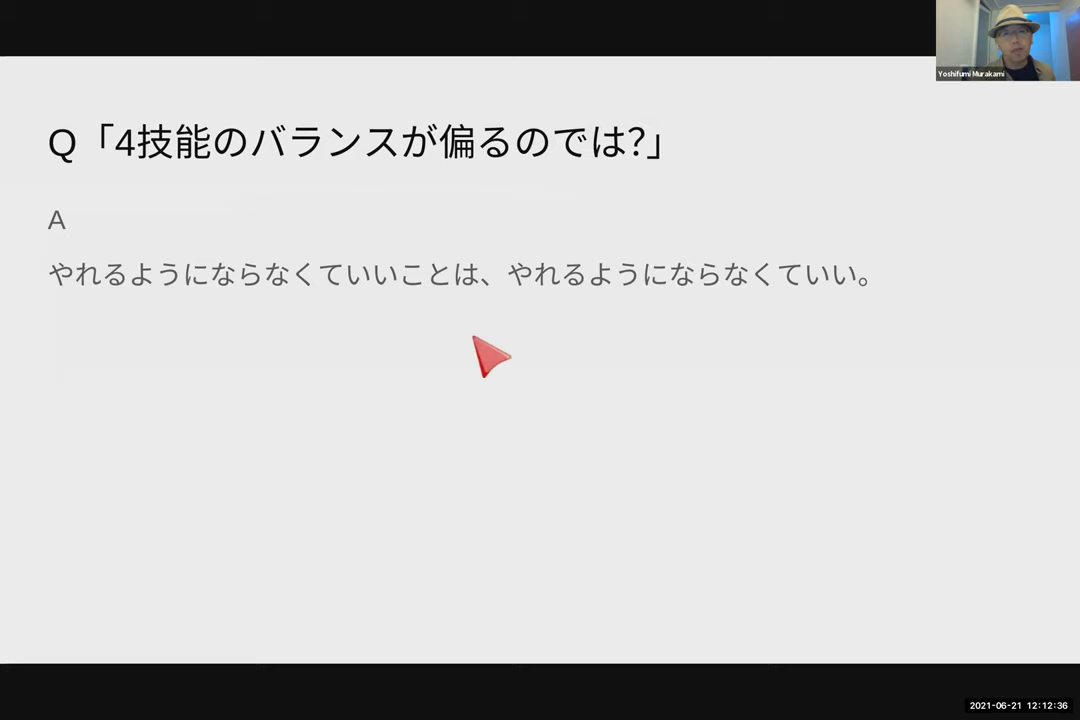 Yoshifumi Murakami
Q「4技能のバランスが偏るのでは?」
A
やれるようにならなくていいことは、やれるようにならなくていい。
2021-06-21 12:12:36